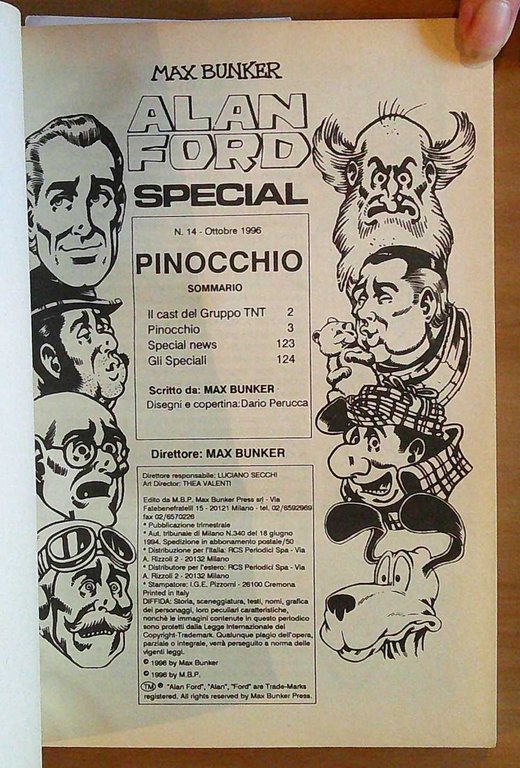 MAX BUNKER
ALAN
FORD
SPECIAL
N. 14 - Ottobre 1996
PINOCCHIO
SOMMARIO
Il cast del Gruppo TNT 2
Pinocchio 3
Special news 123
Gli Speciali 124
Scritto da: MAX BUNKER
Disegni e copertina: Dario Perucca
Direttore: MAX BUNKER
Direttore responsabile: LUCIANO SECCHI
Art Director: THEA VALENTI
Edito da M.B.P. Max Bunker Press srl - Via
Fatebenefratelli 15 - 20121 Milano - tel. 02/6592969
fax 02/6570226
* Pubblicazione trimestrale
* Aut. tribunale di Milano N.340 del 18 giugno
1994. Spedizione in abbonamento postale/50
* Distribuzione per l'Italia: RCS Periodici Spa - Via
A. Rizzoli 2 - 20132 Milano
* Distributore per l'estero: RCS Periodici Spa - Via
A. Rizzoli 2 - 20132 Milano
* Stampatore: I.G.E. Pizzorni - 26100 Cremona
Printed in Italy
DIFFIDA: Storia, sceneggiatura, testi, nomi, grafica
dei personaggi, loro peculiari caratteristiche,
nonchè le immagini contenute in questo periodico
sono protetti dalla Legge Internazionale del
Copyright-Trademark. Qualunque plagio dell'opera,
parziale o integrale, verrà perseguito a norma delle
vigenti leggi.
© 1996 by Max Bunker
© 1996 by M.B.P.
TM ® "Alan Ford", "Alan", "Ford" are Trade-Marks
registered. All rights reserved by Max Bunker Press.